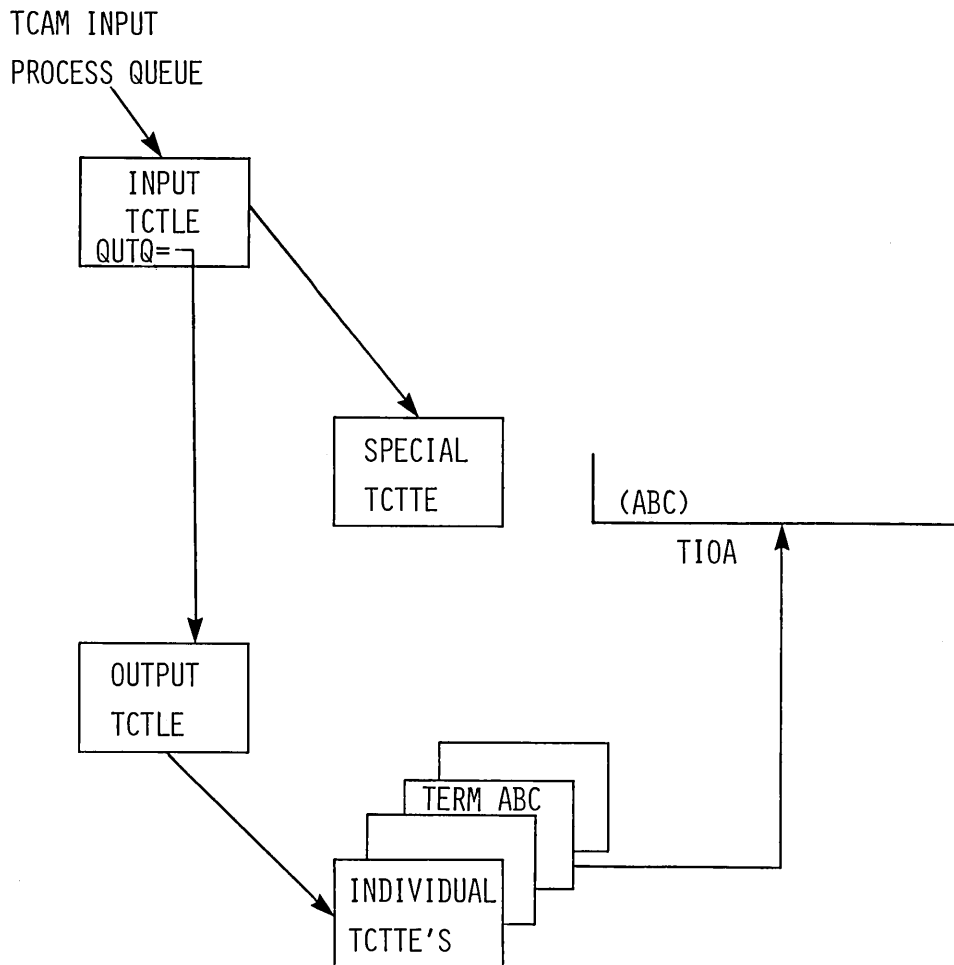 TCAM INPUT
PROCESS QUEUE
INPUT
TCTLE
QUTQ=
SPECIAL
TCTTE
(ABC)
TIOA
OUTPUT
TCTLE
TERM ABC
INDIVIDUAL
TCTTE'S